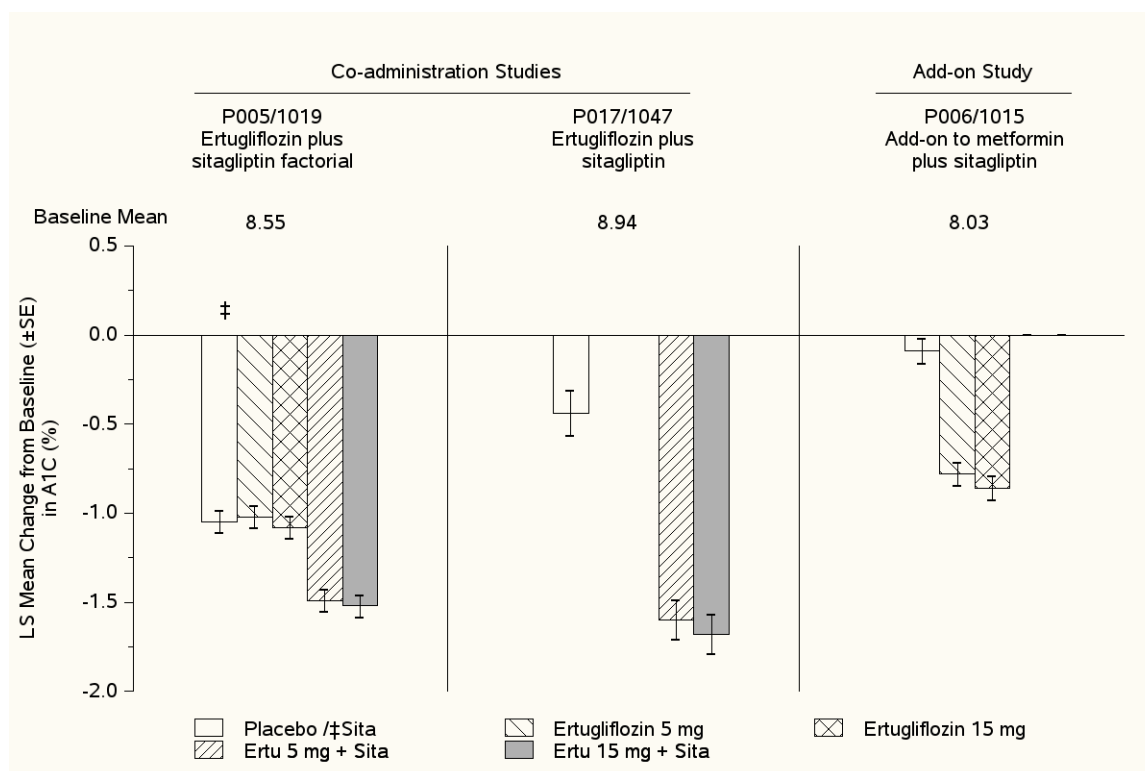 Co-administration Studies
Add-on Study
P005/1019
Ertugliflozin plus
sitagliptin factorial
P017/1047
Ertugliflozin plus
sitagliptin
P006/1015
Add-on to metformin
plus sitagliptin
Baseline Mean
8.55
8.94
8.03
LS Mean Change from Baseline (±SE)
in A1C (%)
0.5
0.0
-0.5
-1.0
-1.5
-2.0
‡
Placebo /‡Sita
Ertugliflozin 5 mg
Ertugliflozin 15 mg
Ertu 5 mg + Sita
Ertu 15 mg + Sita